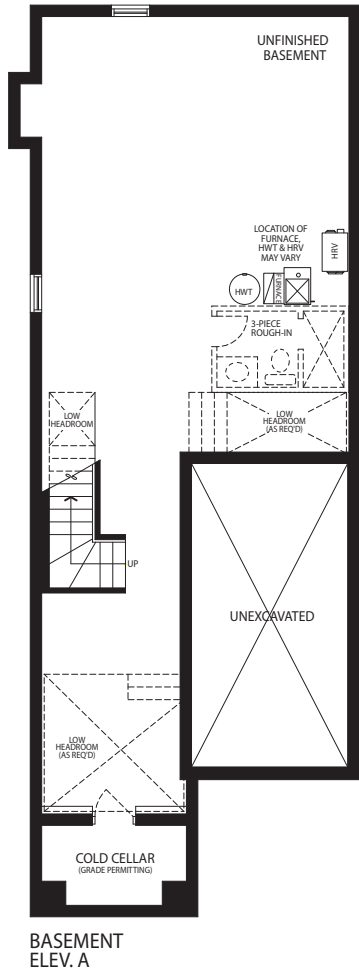 UNFINISHED
BASEMENT
LOCATION OF
FURNACE,
HWT & HRV
MAY VARY
HRV
HWT
FURNACE
3-PIECE
ROUGH-IN
LOW
HEADROOM
LOW
HEADROOM
(AS REQ'D)
UP
UNEXCAVATED
LOW
HEADROOM
(AS REQ'D)
COLD CELLAR
(GRADE PERMITTING)
BASEMENT
ELEV. A